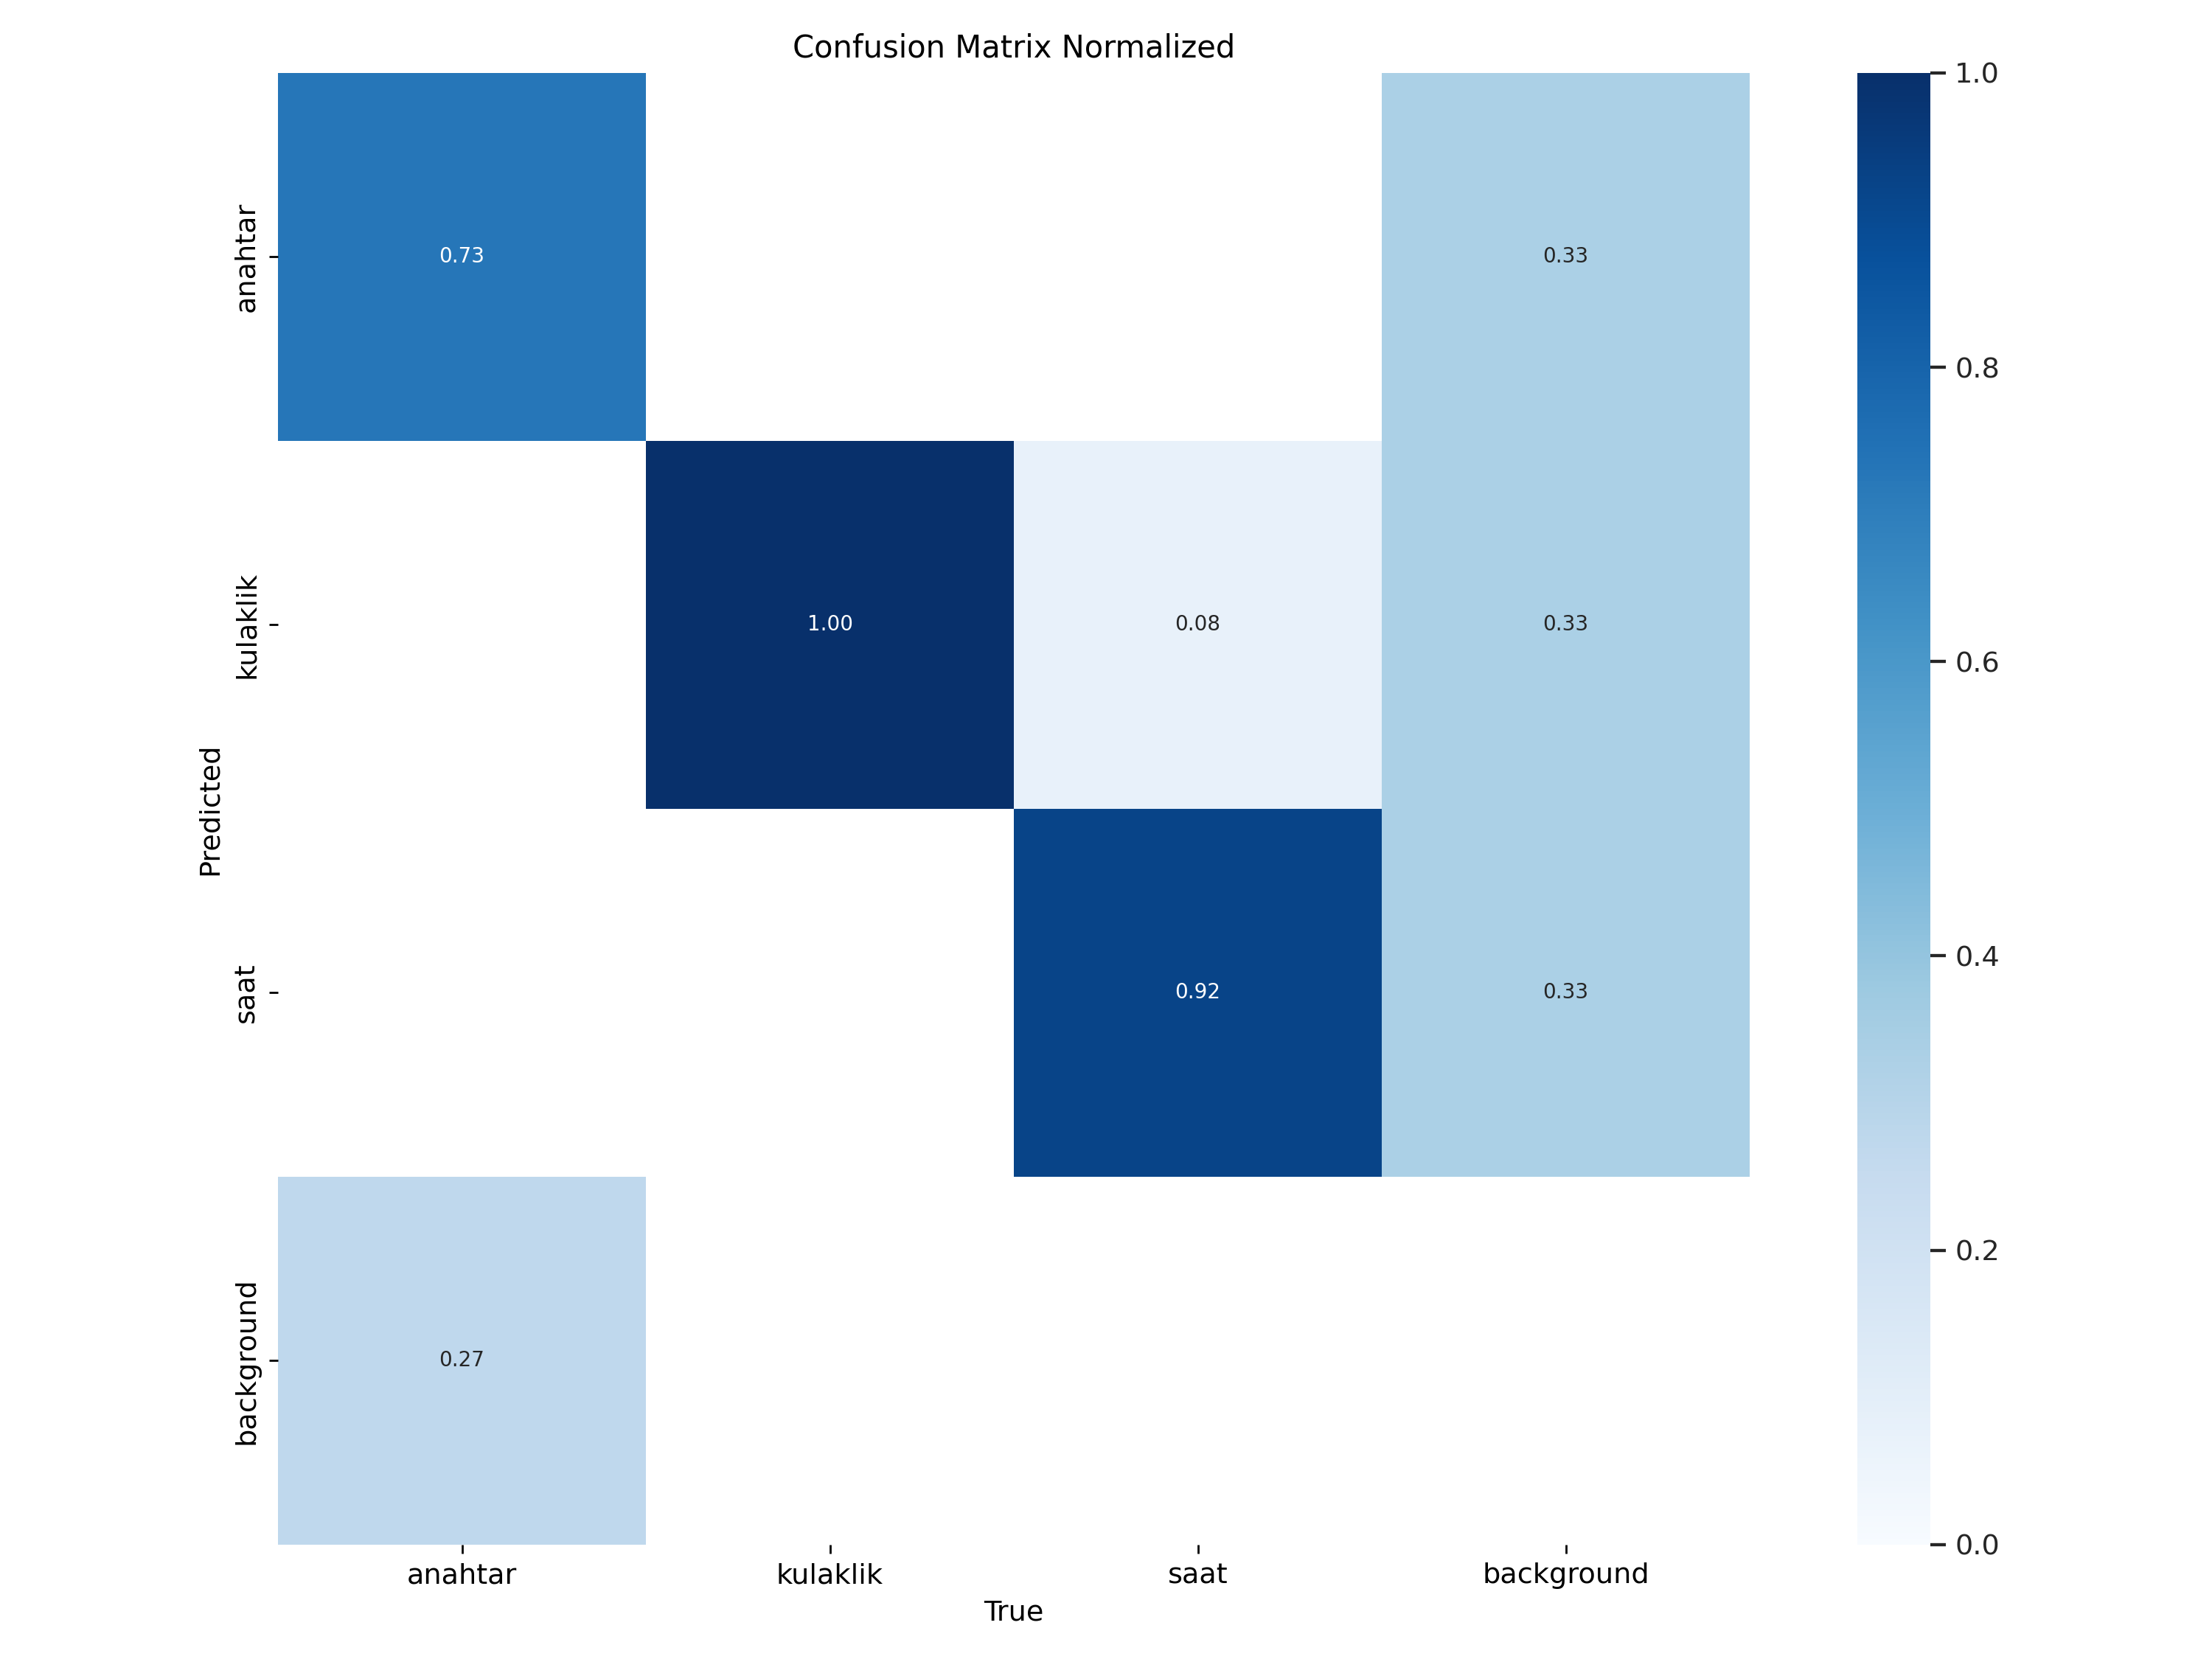 Confusion Matrix Normalized
anahtar
0.73
0.33
kulaklik
1.00
0.08
0.33
saat
0.92
0.33
background
0.27
anahtar
kulaklik
saat
background
Predicted
True
1.0
0.8
0.6
0.4
0.2
0.0